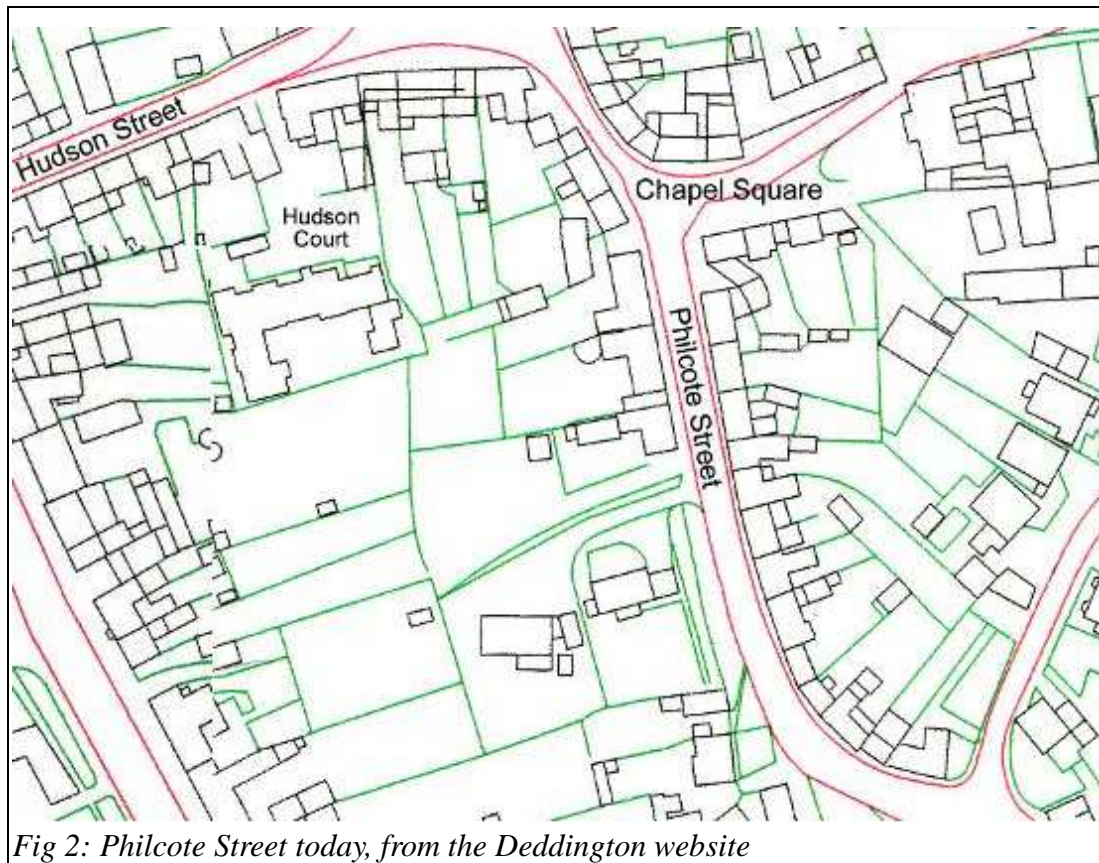 Hudson Street
Chapel Square
Hudson
Court
Philcote Street
Fig 2: Philcote Street today, from the Deddington website